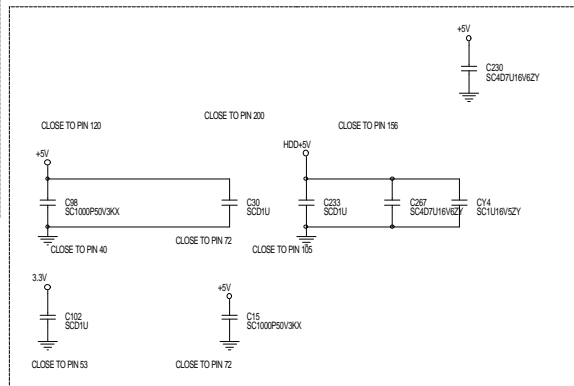 +5V
C230
SC4D7U16V6ZY
CLOSE TO PIN 200
CLOSE TO PIN 120
CLOSE TO PIN 156
+5V
HDD+5V
C98
SC1000P50V3KX
C30
SCD1U
C233
SCD1U
C267
SC4D7U16V6ZY
CY4
SC1U16V5ZY
CLOSE TO PIN 72
CLOSE TO PIN 40
CLOSE TO PIN 105
3.3V
+5V
C102
SCD1U
C15
SC1000P50V3KX
CLOSE TO PIN 53
CLOSE TO PIN 72